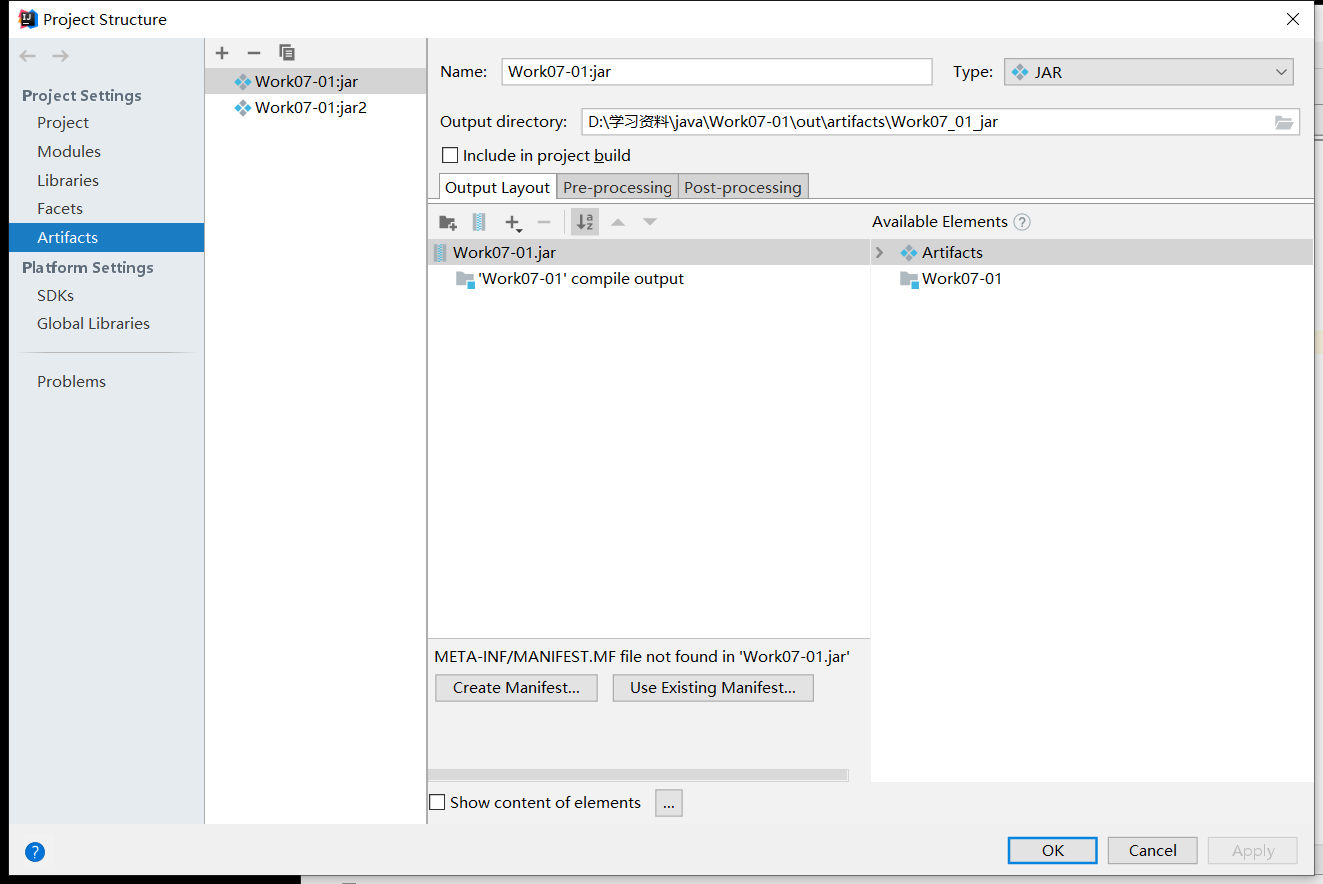 Project Structure
Project Settings
Project
Modules
Libraries
Facets
Artifacts
Platform Settings
SDKs
Global Libraries
Problems
Work07-01:jar
Work07-01:jar2
Name: Work07-01:jar Type: JAR
Output directory: D:\学习资料\java\Work07-01\out\artifacts\Work07_01_jar
Include in project build
Output Layout Pre-processing Post-processing
Available Elements ?
Work07-01.jar
'Work07-01' compile output
Artifacts
Work07-01
META-INF/MANIFEST.MF file not found in 'Work07-01.jar'
Create Manifest... Use Existing Manifest...
Show content of elements ...
? OK Cancel Apply